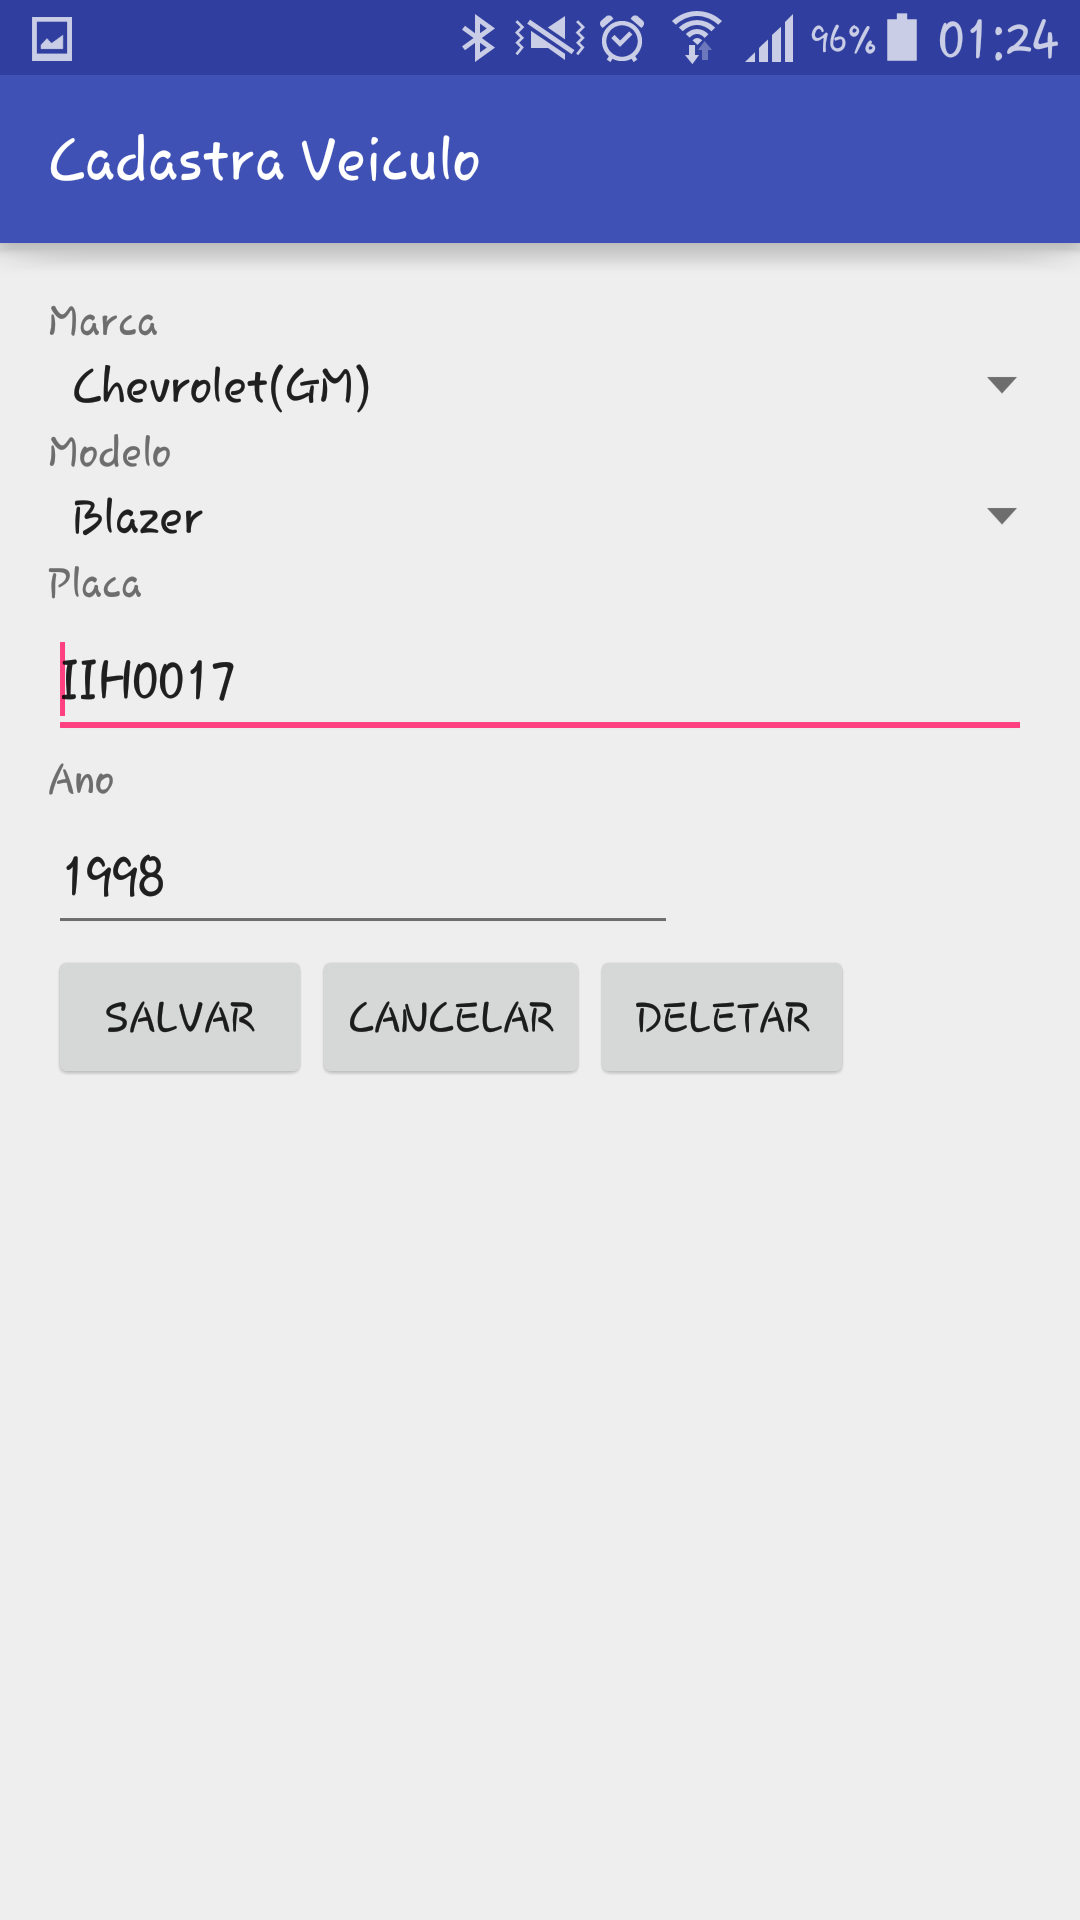 96% 01:24
Cadastra Veiculo
Marca
Chevrolet(GM)
Modelo
Blazer
Placa
IIH0017
Ano
1998
SALVAR CANCELAR DELETAR